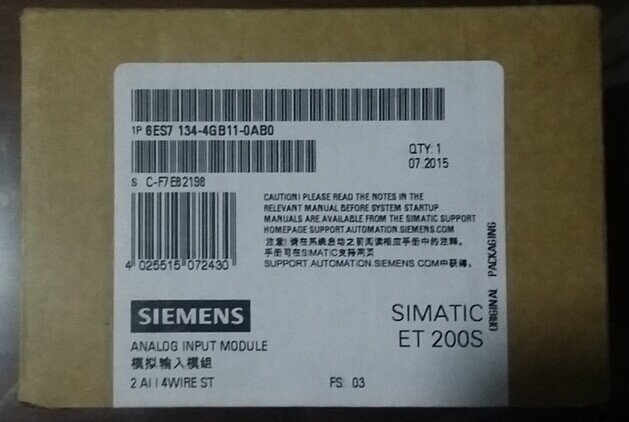 1P 6ES7 134-4GB11-0AB0
QTY: 1
07.2015
S C-F7E82198
CAUTION! PLEASE READ THE NOTES IN THE
RELEVANT MANUAL BEFORE SYSTEM STARTUP
MANUALS ARE AVAILABLE FROM THE SIMATIC SUPPORT
HOMEPAGE SUPPORT.AUTOMATION.SIEMENS.COM
注意! 请在系统启动之前阅读相应手册中的注释。
手册可在SIMATIC支持网页
SUPPORT.AUTOMATION.SIEMENS.COM中获得。
4 025515 072430
ORIGINAL PACKAGING
SIEMENS
SIMATIC
ET 200S
ANALOG INPUT MODULE
模拟输入模组
2 AI I 4WIRE ST
FS: 03